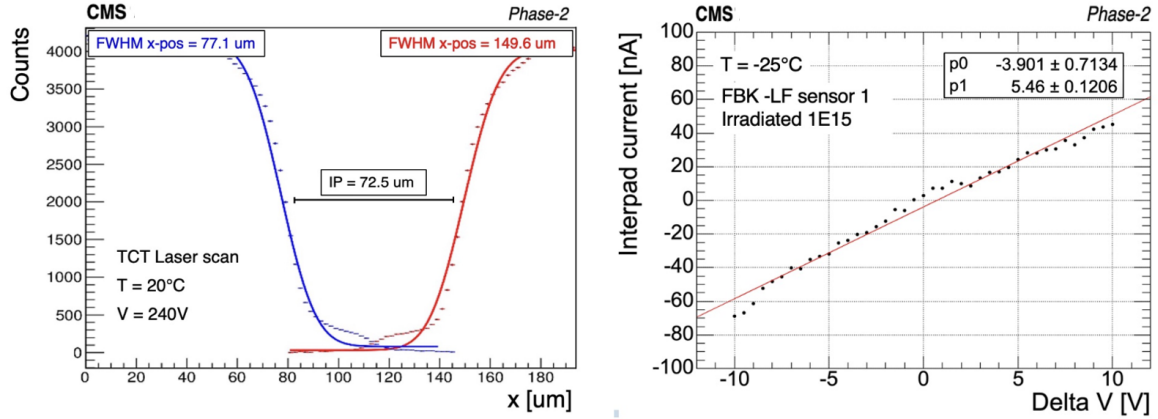 CMS
Phase-2
FWHM x-pos = 77.1 um
FWHM x-pos = 149.6 um
Counts
4000
3500
3000
2500
2000
1500
1000
500
0
IP = 72.5 um
TCT Laser scan
T = 20°C
V = 240V
0 20 40 60 80 100 120 140 160 180
x [um]
CMS
Phase-2
Interpad current [nA]
100
80
60
40
20
0
-20
-40
-60
-80
-100
T = -25°C
FBK -LF sensor 1
Irradiated 1E15
p0 -3.901 ± 0.7134
p1 5.46 ± 0.1206
-10 -5 0 5 10
Delta V [V]